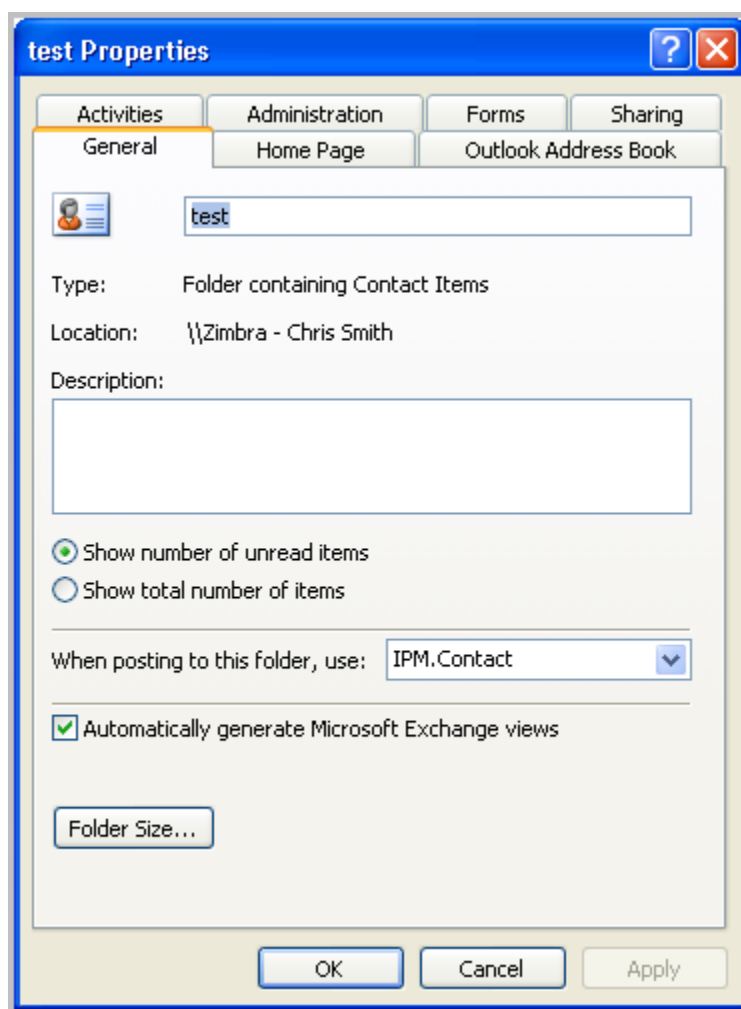 test Properties
Activities Administration Forms Sharing
General Home Page Outlook Address Book
test
Type: Folder containing Contact Items
Location: \\Zimbra - Chris Smith
Description:
Show number of unread items
Show total number of items
When posting to this folder, use: IPM.Contact
Automatically generate Microsoft Exchange views
Folder Size...
OK Cancel Apply